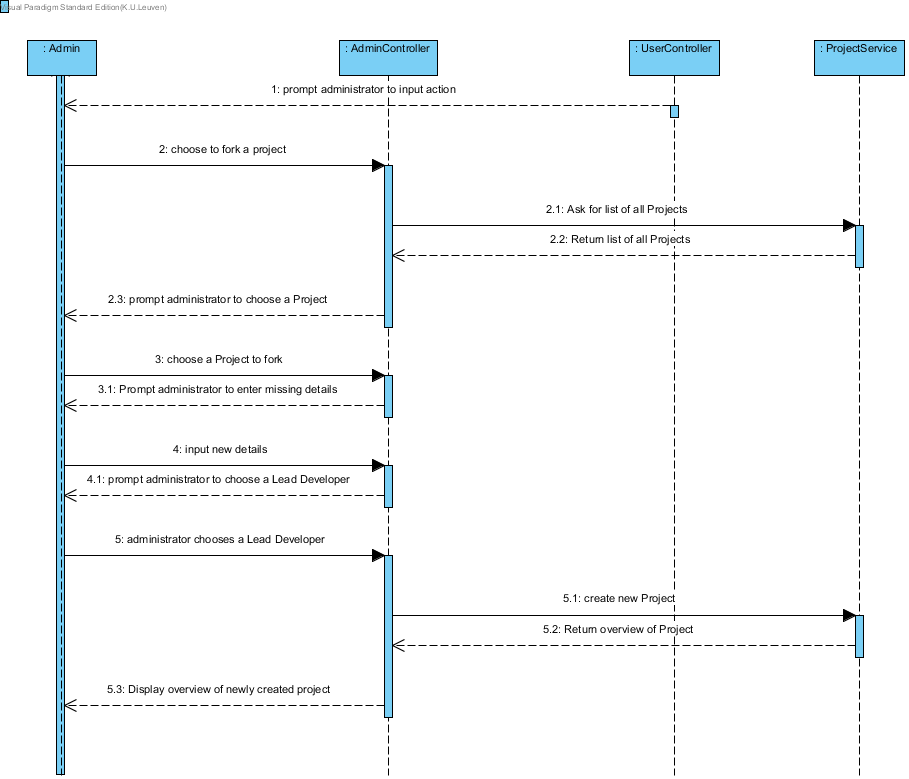 Visual Paradigm Standard Edition(K.U.Leuven)
: Admin
: AdminController
: UserController
: ProjectService
1: prompt administrator to input action
2: choose to fork a project
2.1: Ask for list of all Projects
2.2: Return list of all Projects
2.3: prompt administrator to choose a Project
3: choose a Project to fork
3.1: Prompt administrator to enter missing details
4: input new details
4.1: prompt administrator to choose a Lead Developer
5: administrator chooses a Lead Developer
5.1: create new Project
5.2: Return overview of Project
5.3: Display overview of newly created project